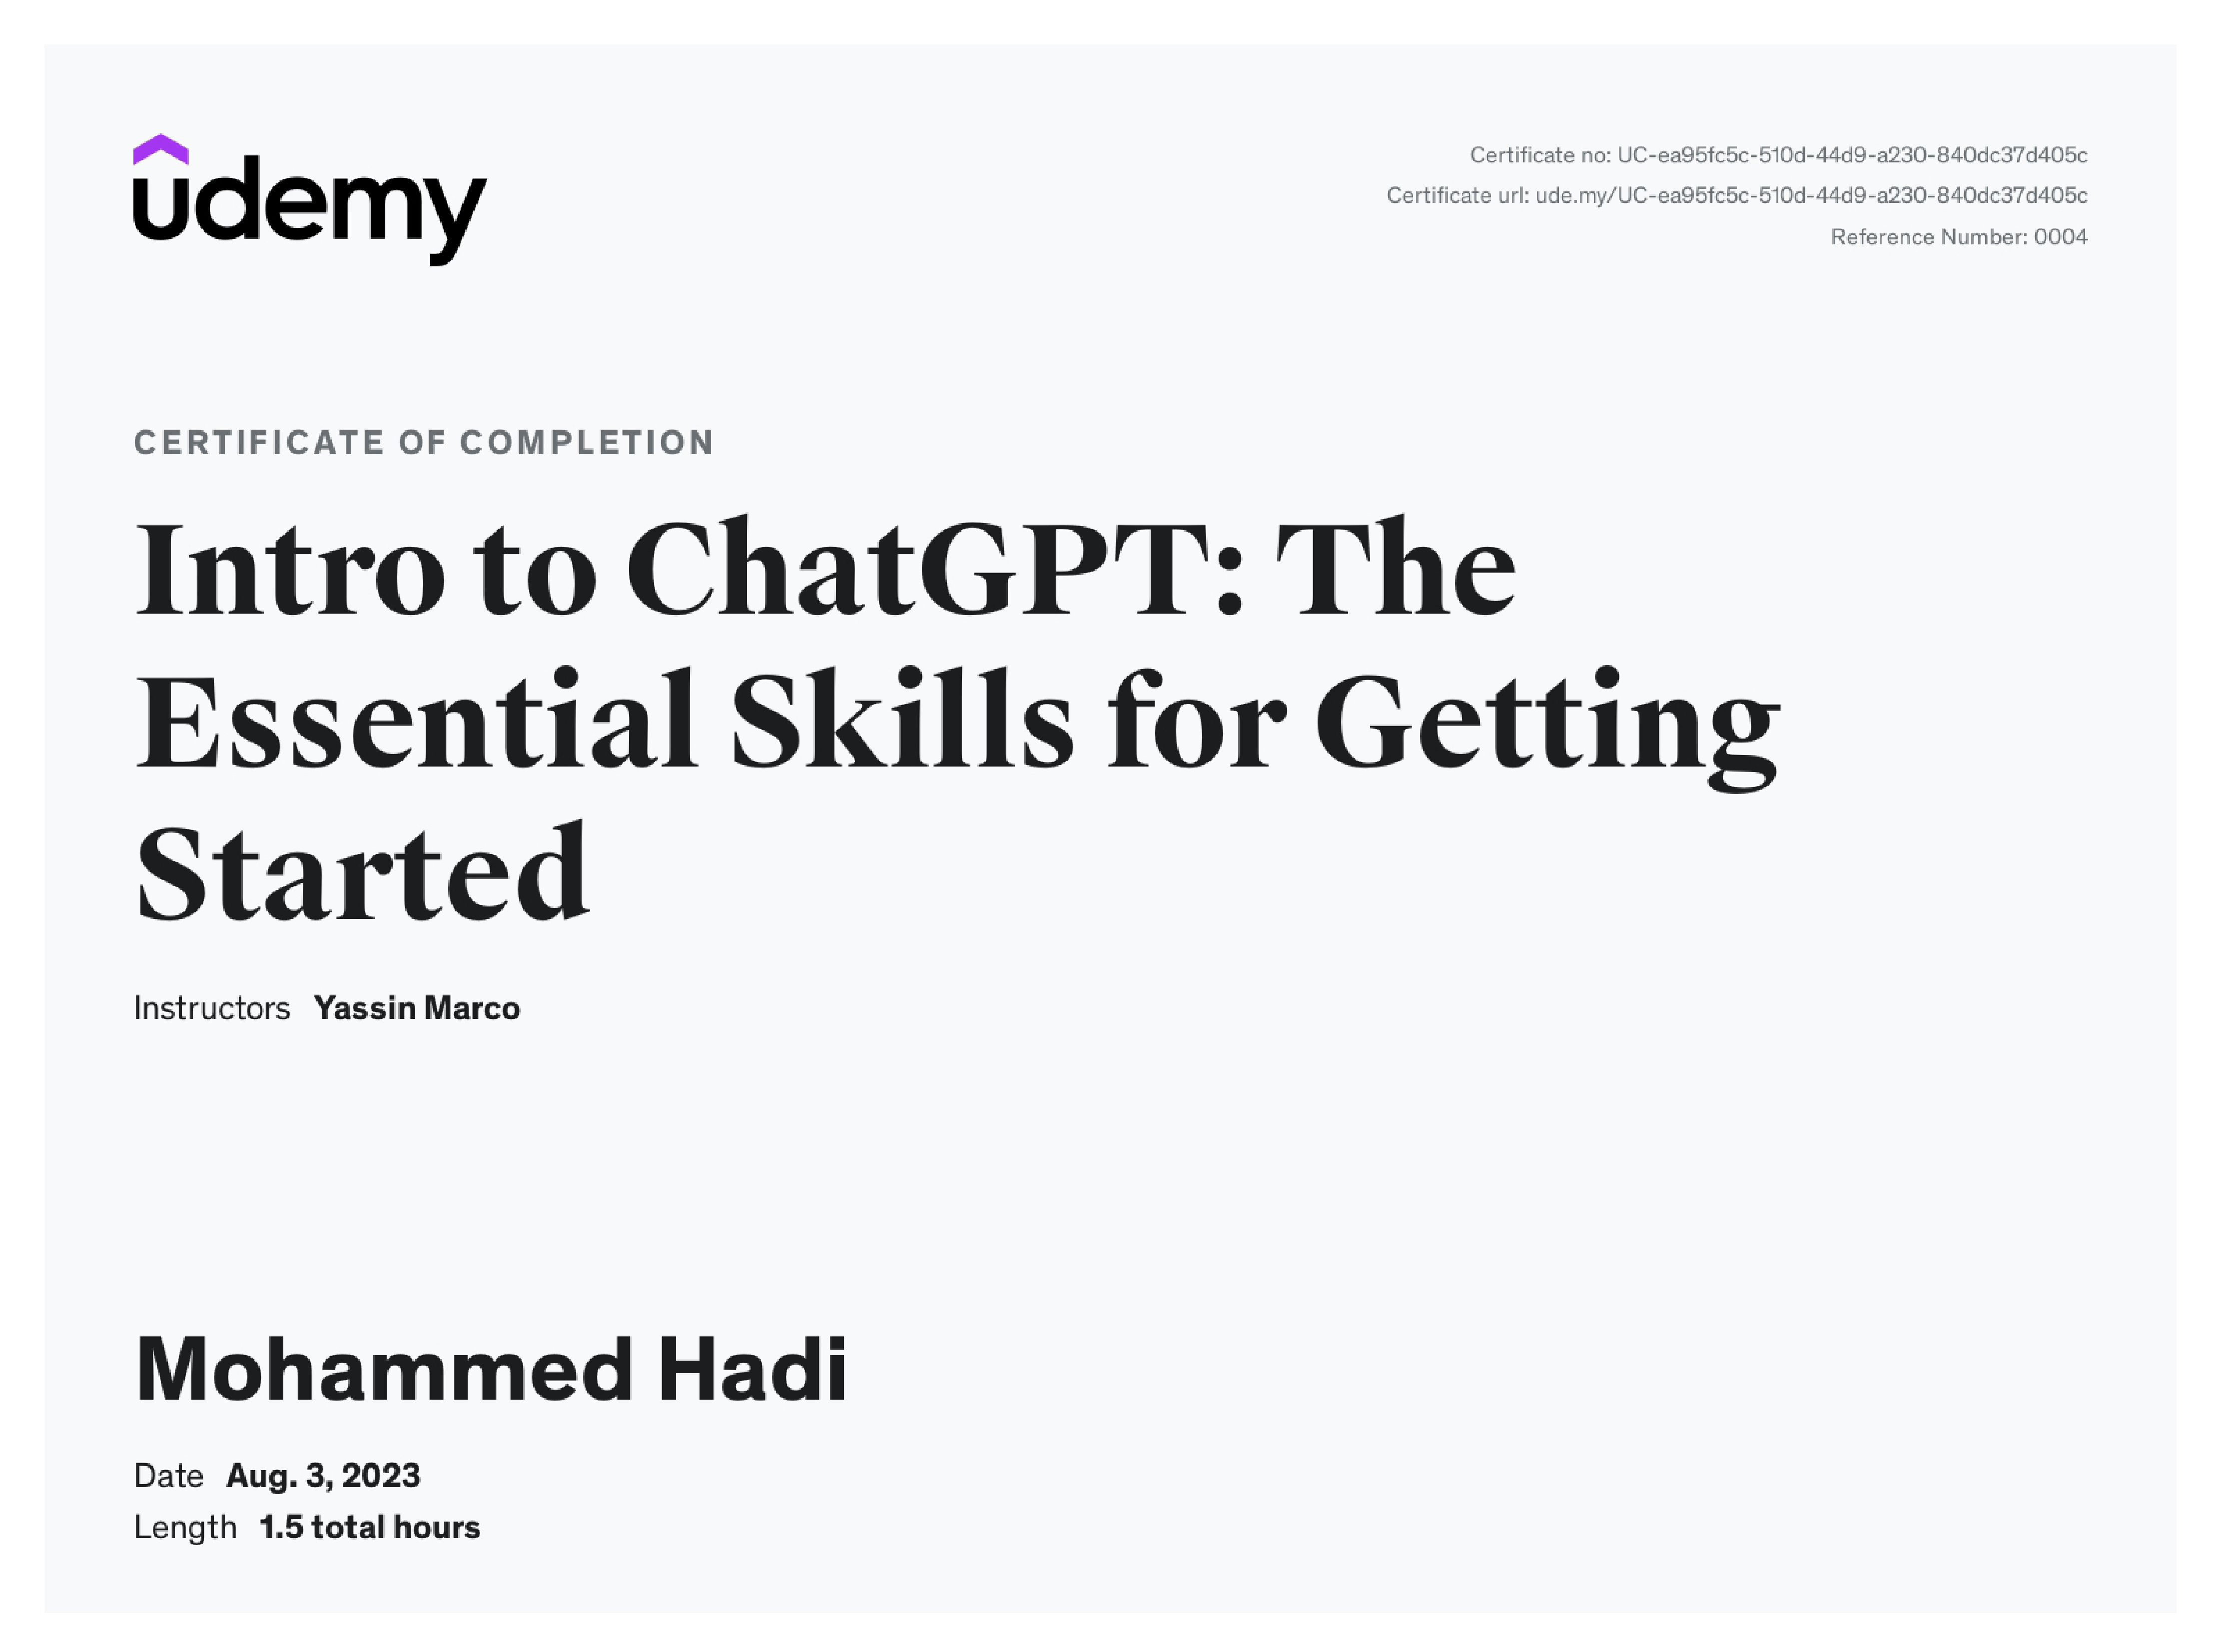 udemy
Certificate no: UC-ea95fc5c-510d-44d9-a230-840dc37d405c
Certificate url: ude.my/UC-ea95fc5c-510d-44d9-a230-840dc37d405c
Reference Number: 0004
CERTIFICATE OF COMPLETION
Intro to ChatGPT: The
Essential Skills for Getting
Started
Instructors Yassin Marco
Mohammed Hadi
Date Aug. 3, 2023
Length 1.5 total hours